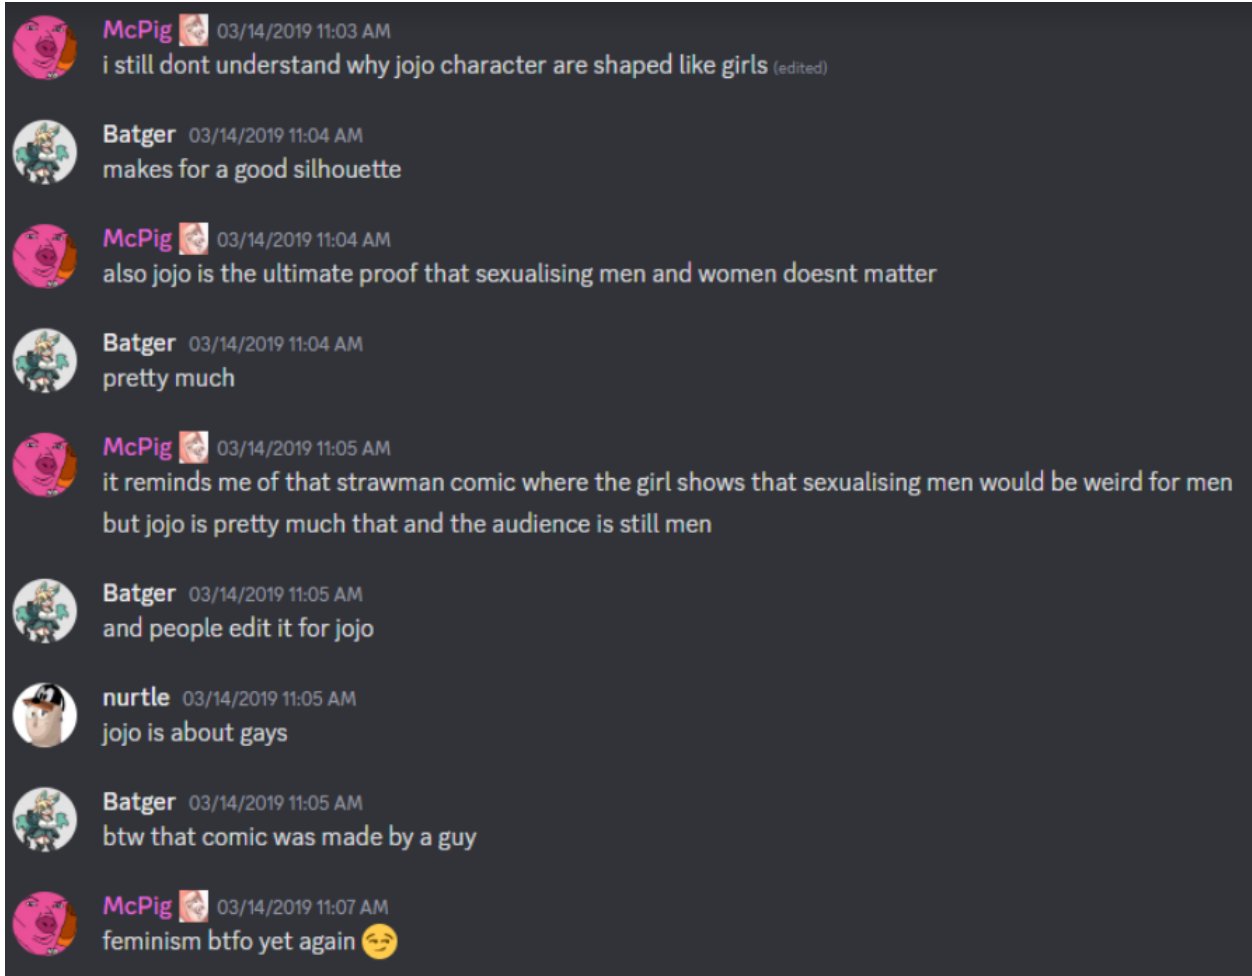 McPig 03/14/2019 11:03 AM
i still dont understand why jojo character are shaped like girls (edited)
Batger 03/14/2019 11:04 AM
makes for a good silhouette
McPig 03/14/2019 11:04 AM
also jojo is the ultimate proof that sexualising men and women doesnt matter
Batger 03/14/2019 11:04 AM
pretty much
McPig 03/14/2019 11:05 AM
it reminds me of that strawman comic where the girl shows that sexualising men would be weird for men
but jojo is pretty much that and the audience is still men
Batger 03/14/2019 11:05 AM
and people edit it for jojo
nurtle 03/14/2019 11:05 AM
jojo is about gays
Batger 03/14/2019 11:05 AM
btw that comic was made by a guy
McPig 03/14/2019 11:07 AM
feminism btfo yet again 😏